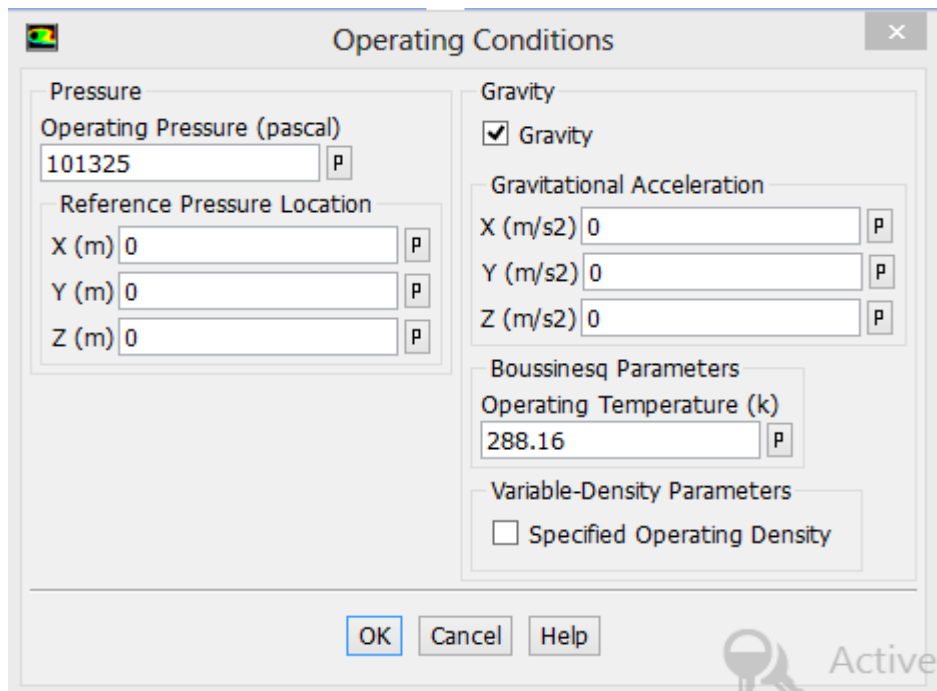 Operating Conditions
Pressure
Operating Pressure (pascal)
101325 P
Reference Pressure Location
X (m) 0 P
Y (m) 0 P
Z (m) 0 P
Gravity
Gravity
Gravitational Acceleration
X (m/s2) 0 P
Y (m/s2) 0 P
Z (m/s2) 0 P
Boussinesq Parameters
Operating Temperature (k)
288.16 P
Variable-Density Parameters
Specified Operating Density
OK Cancel Help
Active